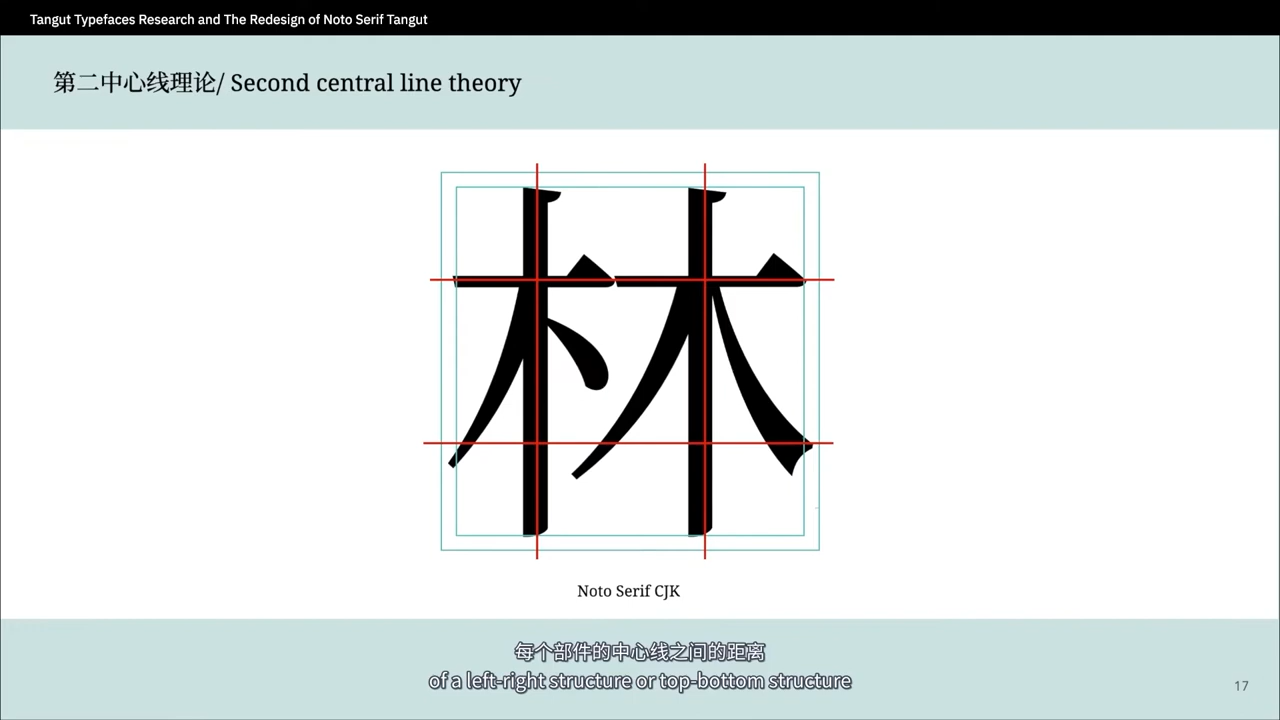 Tangut Typefaces Research and The Redesign of Noto Serif Tangut
第二中心线理论/ Second central line theory
林
Noto Serif CJK
每个部件的中心线之间的距离
of a left-right structure or top-bottom structure
17